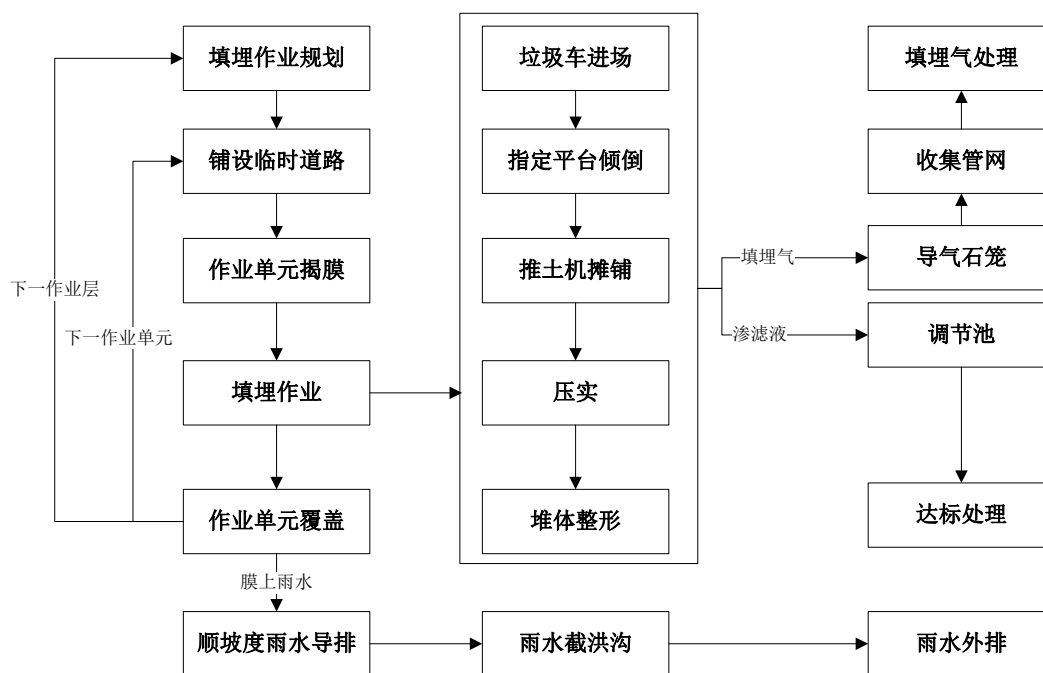 填埋作业规划
垃圾车进场
填埋气处理
铺设临时道路
指定平台倾倒
收集管网
作业单元揭膜
推土机摊铺
填埋气
导气石笼
下一作业层
下一作业单元
渗滤液
调节池
填埋作业
压实
作业单元覆盖
堆体整形
达标处理
膜上雨水
顺坡度雨水导排
雨水截洪沟
雨水外排